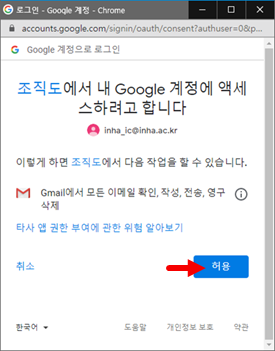 로그인 - Google 계정 - Chrome
accounts.google.com/signin/oauth/consent?authuser=0&p...
Google 계정으로 로그인
조직도에서 내 Google 계정에 액세
스하려고 합니다
inha_ic@inha.ac.kr
이렇게 하면 조직도에서 다음 작업을 할 수 있습니다.
Gmail에서 모든 이메일 확인, 작성, 전송, 영구
삭제
타사 앱 권한 부여에 관한 위험 알아보기
취소
허용
한국어
도움말
개인정보 보호
약관